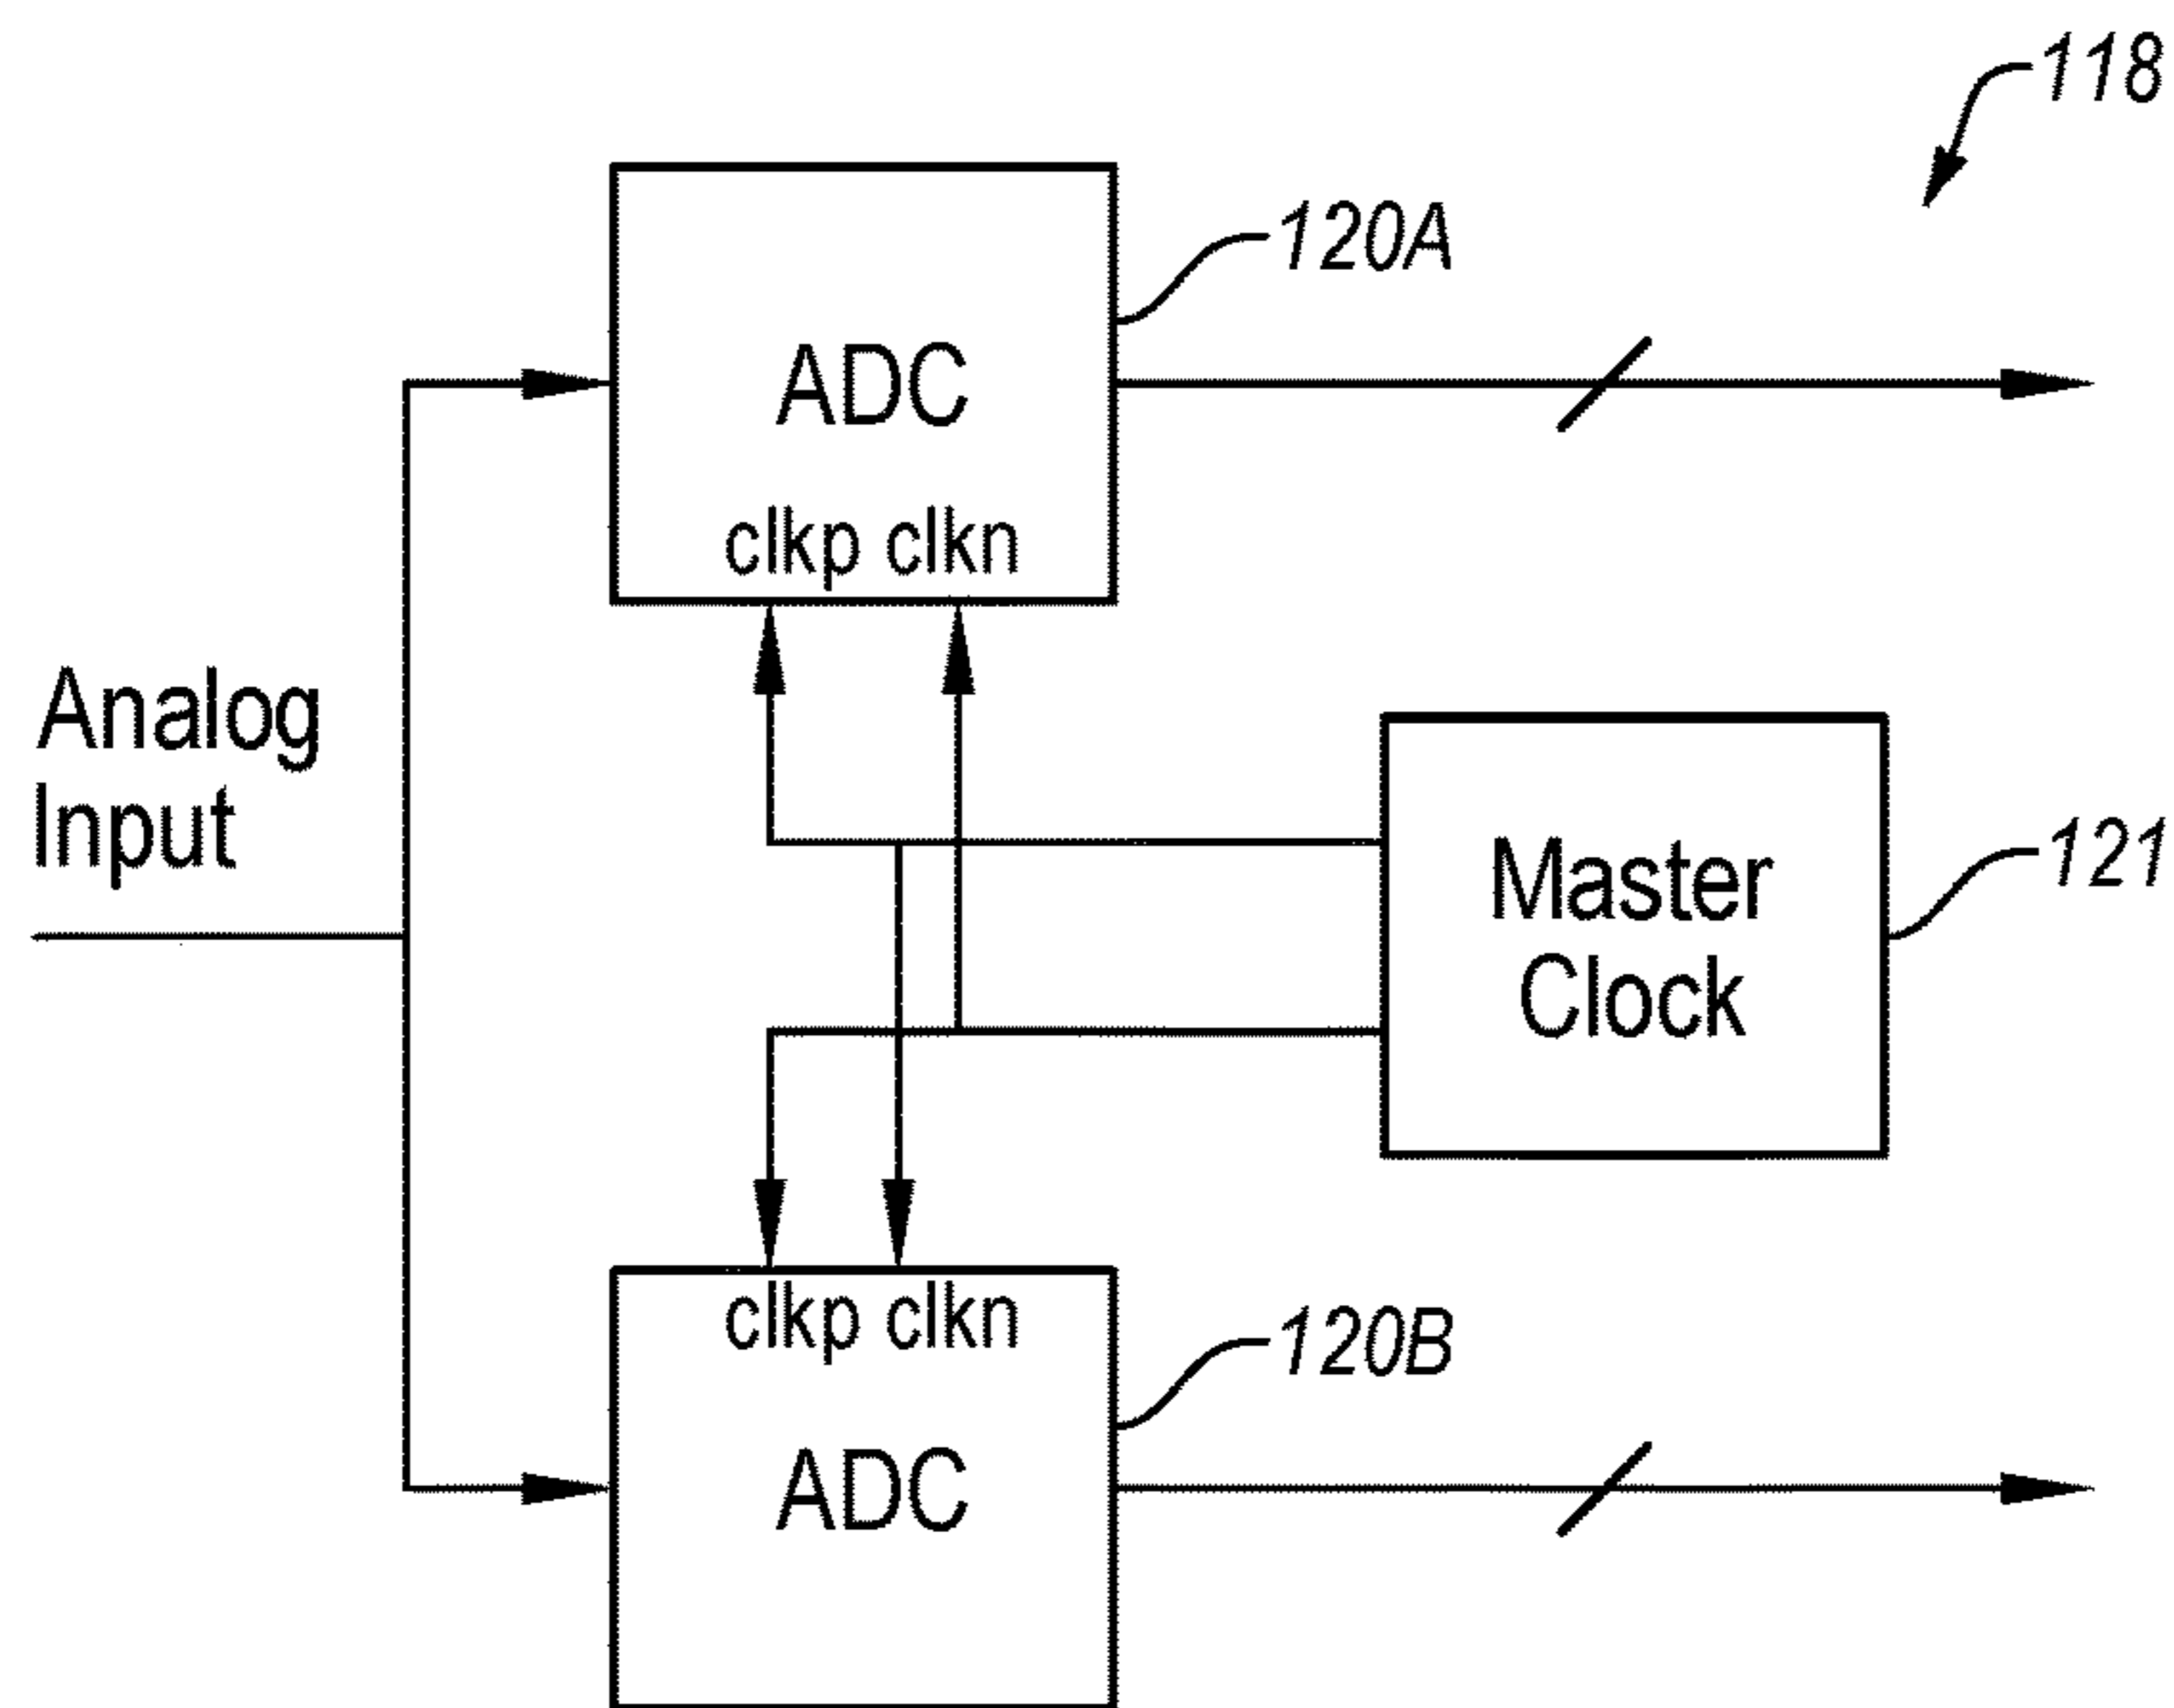 118
120A
ADC
clkp clkn
Analog
Input
Master
Clock
121
clkp clkn
120B
ADC